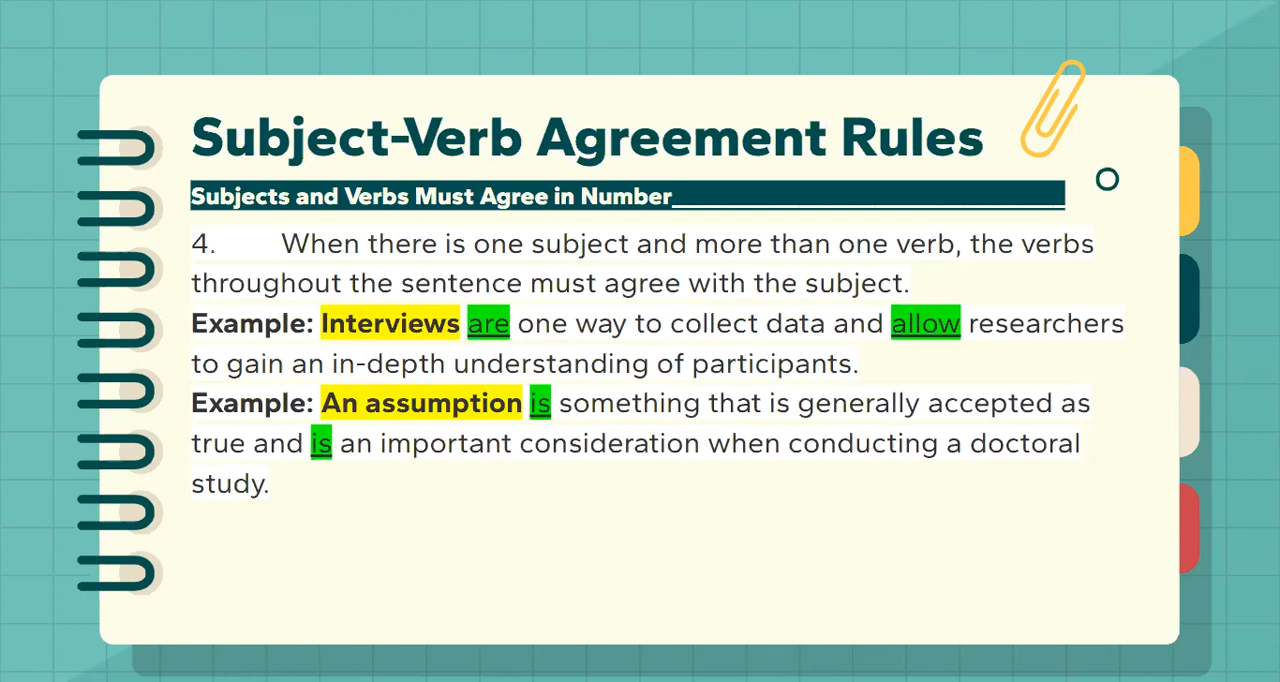 Subject-Verb Agreement Rules
Subjects and Verbs Must Agree in Number
4. When there is one subject and more than one verb, the verbs
throughout the sentence must agree with the subject.
Example: Interviews are one way to collect data and allow researchers
to gain an in-depth understanding of participants.
Example: An assumption is something that is generally accepted as
true and is an important consideration when conducting a doctoral
study.